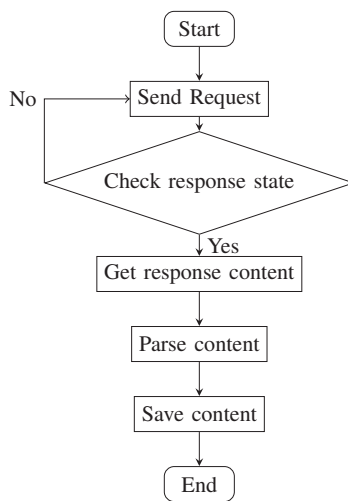 Start
No
Send Request
Check response state
Yes
Get response content
Parse content
Save content
End